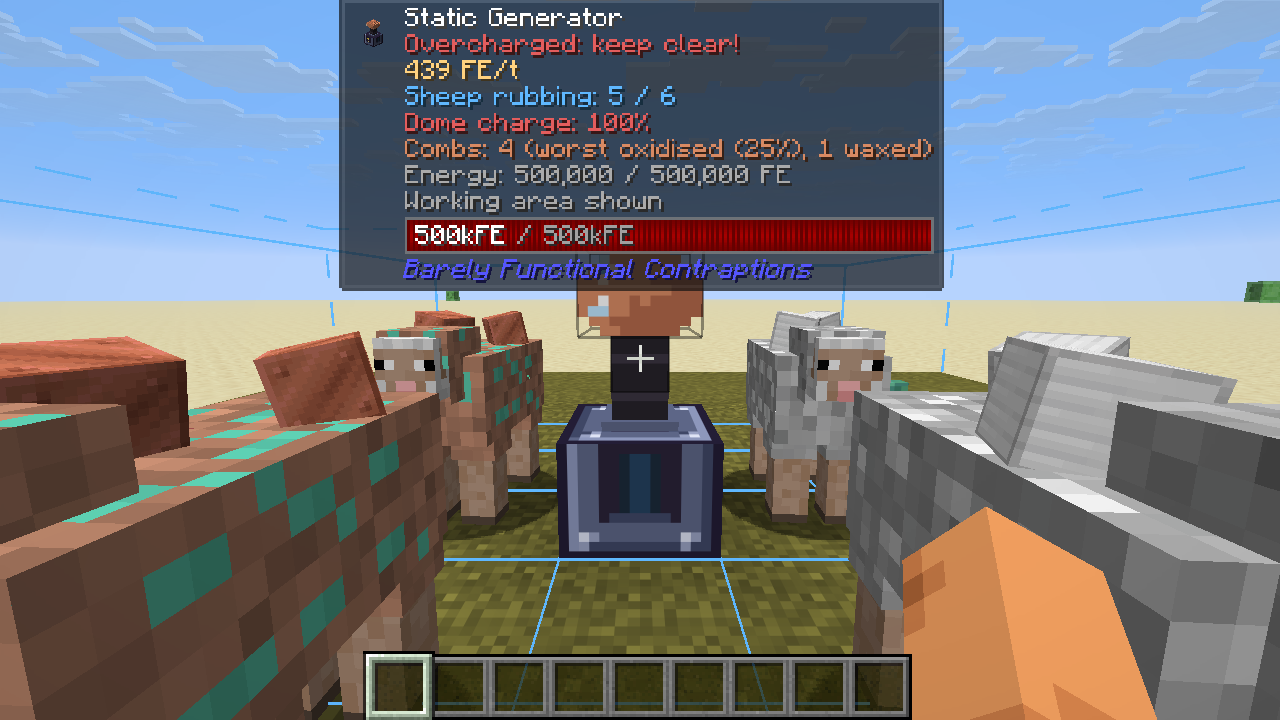 Static Generator
Overcharged: keep clear!
439 FE/t
Sheep rubbing: 5 / 6
Dome charge: 100%
Combs: 4 (worst oxidised (25%), 1 waxed)
Energy: 500,000 / 500,000 FE
Working area shown
500kFE / 500kFE
Barely Functional Contraptions